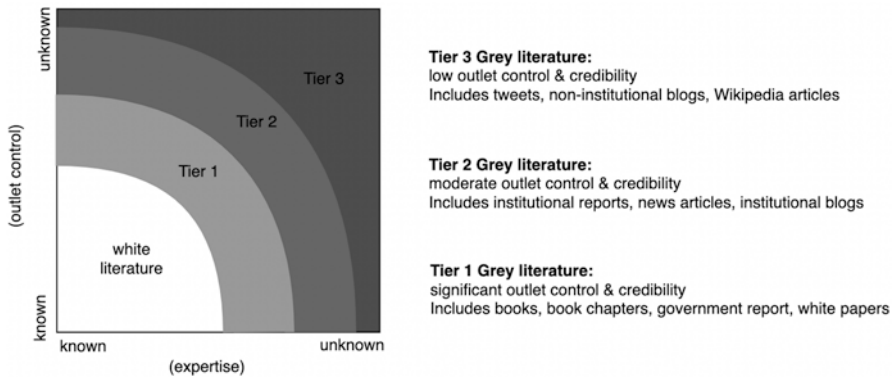 unknown
(outlet control)
known
Tier 3
Tier 2
Tier 1
white
literature
known
unknown
(expertise)
Tier 3 Grey literature:
low outlet control & credibility
Includes tweets, non-institutional blogs, Wikipedia articles
Tier 2 Grey literature:
moderate outlet control & credibility
Includes institutional reports, news articles, institutional blogs
Tier 1 Grey literature:
significant outlet control & credibility
Includes books, book chapters, government report, white papers